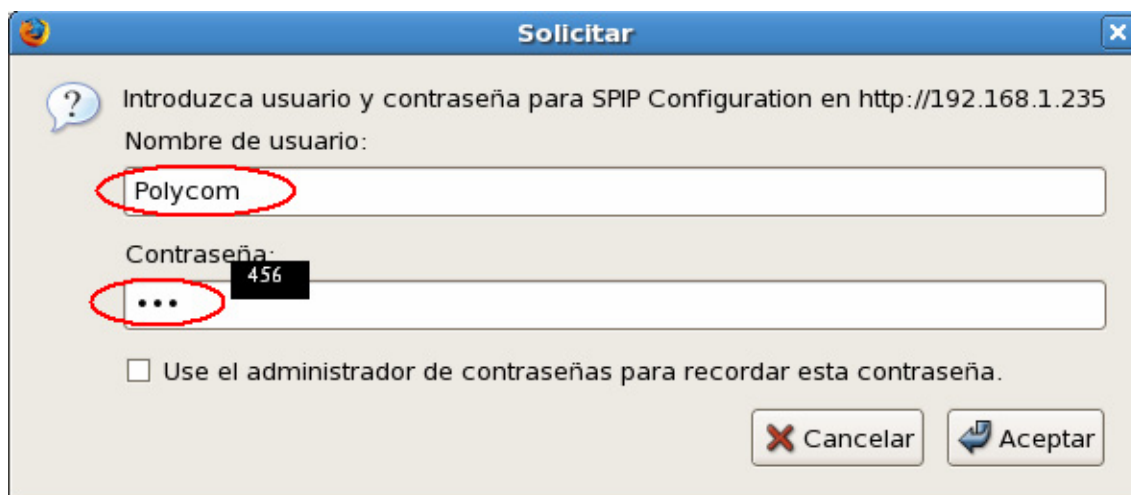 Solicitar
Introduzca usuario y contraseña para SPIP Configuration en http://192.168.1.235
Nombre de usuario:
Polycom
Contraseña:
456
•••
Use el administrador de contraseñas para recordar esta contraseña.
Cancelar
Aceptar